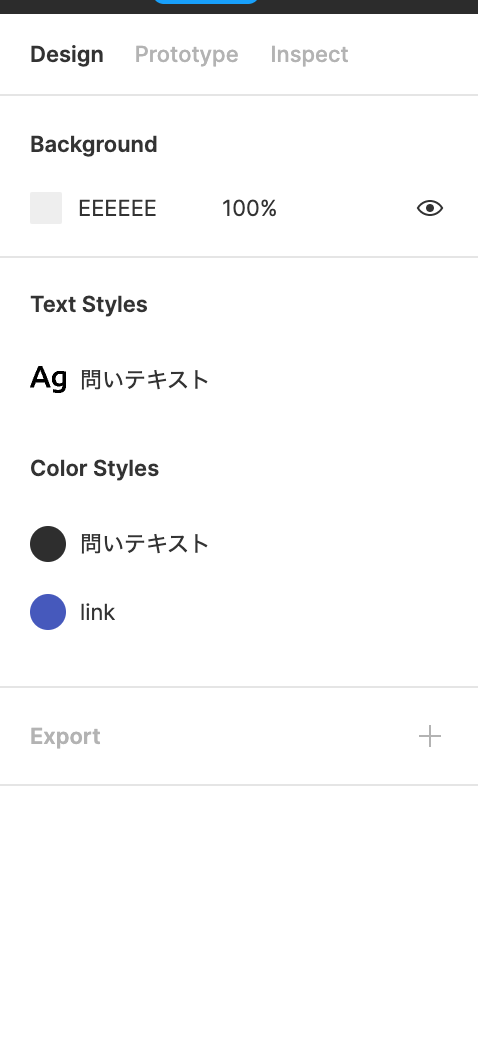 Design Prototype Inspect
Background
EEEEEE 100%
Text Styles
Ag 問いテキスト
Color Styles
問いテキスト
link
Export